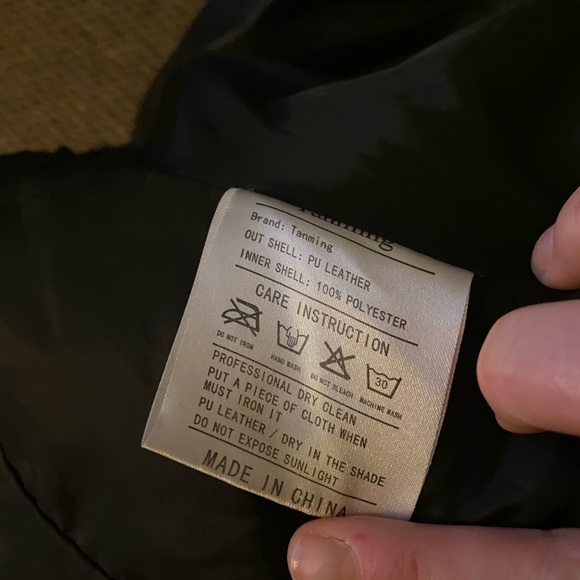 Tanming
Brand: Tanming
OUT SHELL: PU LEATHER
INNER SHELL: 100% POLYESTER
CARE INSTRUCTION
30
DO NOT IRON HAND WASH DO NOT BLEACH MACHINE WASH
PROFESSIONAL DRY CLEAN
PUT A PIECE OF CLOTH WHEN
MUST IRON IT
PU LEATHER / DRY IN THE SHADE
DO NOT EXPOSE SUNLIGHT
MADE IN CHINA